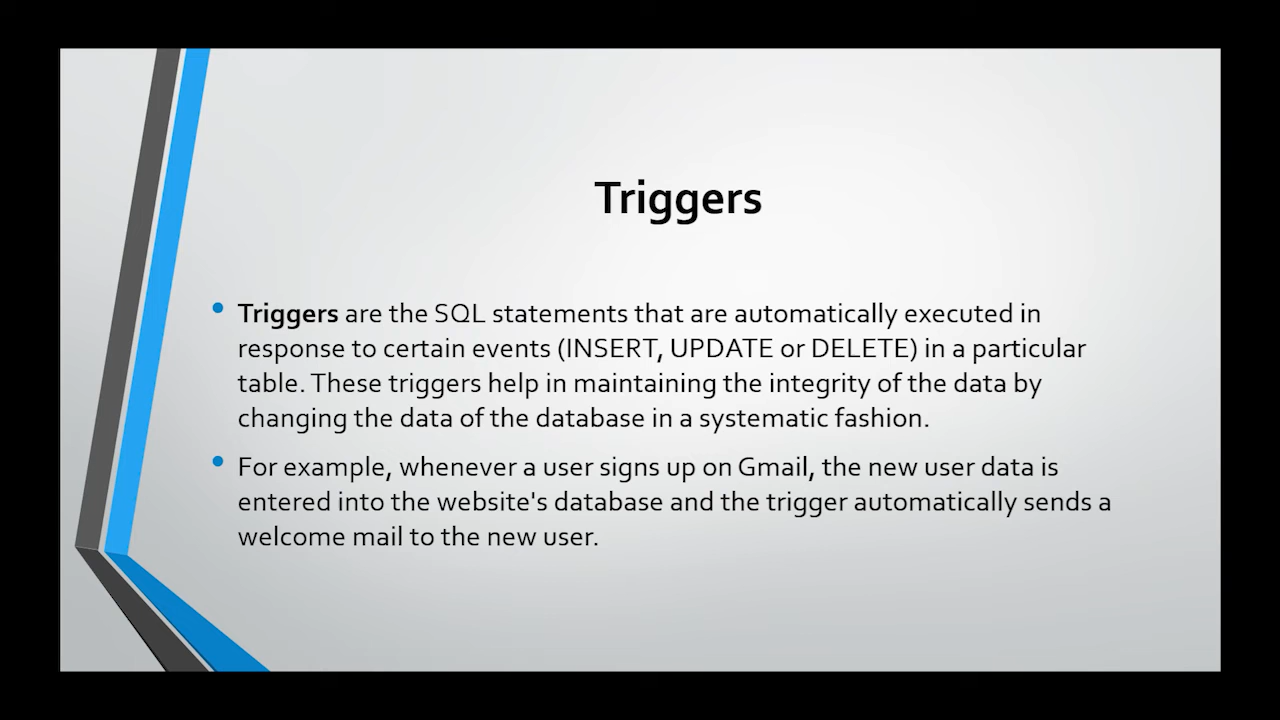 Triggers
• Triggers are the SQL statements that are automatically executed in
response to certain events (INSERT, UPDATE or DELETE) in a particular
table. These triggers help in maintaining the integrity of the data by
changing the data of the database in a systematic fashion.
• For example, whenever a user signs up on Gmail, the new user data is
entered into the website's database and the trigger automatically sends a
welcome mail to the new user.